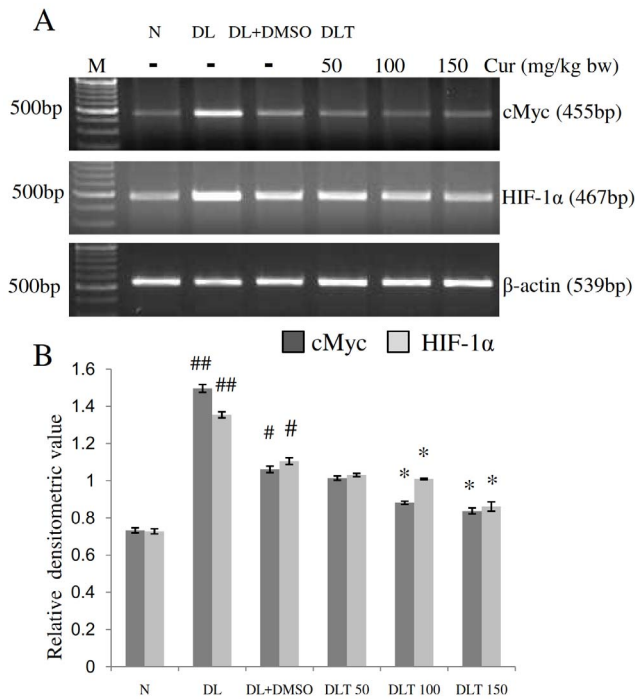 A
N DL DL+DMSO DLT
M - - - 50 100 150 Cur (mg/kg bw)
500bp cMyc (455bp)
500bp HIF-1α (467bp)
500bp β-actin (539bp)
B
cMyc HIF-1α
Relative densitometric value
1.6
1.4
1.2
1
0.8
0.6
0.4
0.2
0
## ##
# #
* *
* *
N DL DL+DMSO DLT 50 DLT 100 DLT 150